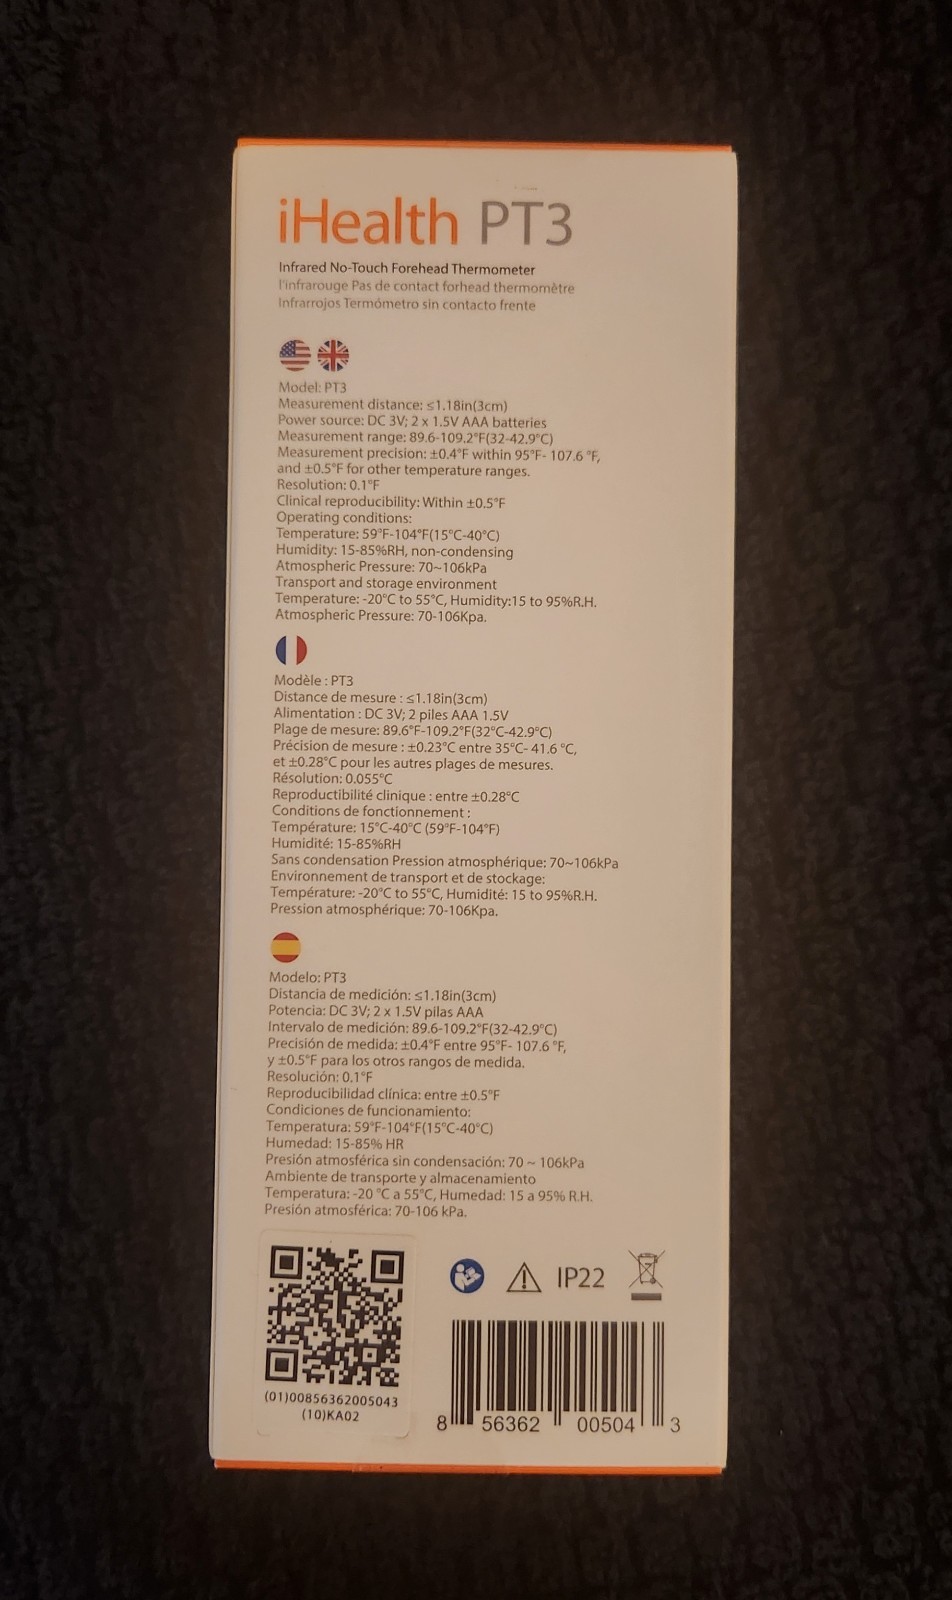 iHealth PT3
Infrared No-Touch Forehead Thermometer
l'infrarouge Pas de contact forhead thermomètre
Infrarrojos Termómetro sin contacto frente
Model: PT3
Measurement distance: ≤1.18in(3cm)
Power source: DC 3V; 2 x 1.5V AAA batteries
Measurement range: 89.6-109.2°F(32-42.9°C)
Measurement precision: ±0.4°F within 95°F- 107.6 °F,
and ±0.5°F for other temperature ranges.
Resolution: 0.1°F
Clinical reproducibility: Within ±0.5°F
Operating conditions:
Temperature: 59°F-104°F(15°C-40°C)
Humidity: 15-85%RH, non-condensing
Atmospheric Pressure: 70~106kPa
Transport and storage environment
Temperature: -20°C to 55°C, Humidity:15 to 95%R.H.
Atmospheric Pressure: 70-106Kpa.
Modèle : PT3
Distance de mesure : ≤1.18in(3cm)
Alimentation : DC 3V; 2 piles AAA 1.5V
Plage de mesure: 89.6°F-109.2°F(32°C-42.9°C)
Précision de mesure : ±0.23°C entre 35°C- 41.6 °C,
et ±0.28°C pour les autres plages de mesures.
Résolution: 0.055°C
Reproductibilité clinique : entre ±0.28°C
Conditions de fonctionnement :
Température: 15°C-40°C (59°F-104°F)
Humidité: 15-85%RH
Sans condensation Pression atmosphérique: 70~106kPa
Environnement de transport et de stockage:
Température: -20°C to 55°C, Humidité: 15 to 95%R.H.
Pression atmosphérique: 70-106Kpa.
Modelo: PT3
Distancia de medición: ≤1.18in(3cm)
Potencia: DC 3V; 2 x 1.5V pilas AAA
Intervalo de medición: 89.6-109.2°F(32-42.9°C)
Precisión de medida: ±0.4°F entre 95°F- 107.6 °F,
y ±0.5°F para los otros rangos de medida.
Resolución: 0.1°F
Reproducibilidad clínica: entre ±0.5°F
Condiciones de funcionamiento:
Temperatura: 59°F-104°F(15°C-40°C)
Humedad: 15-85% HR
Presión atmosférica sin condensación: 70 ~ 106kPa
Ambiente de transporte y almacenamiento
Temperatura: -20 °C a 55°C, Humedad: 15 a 95% R.H.
Presión atmosférica: 70-106 kPa.
IP22
(01)00856362005043
(10)KA02
8 56362 00504 3